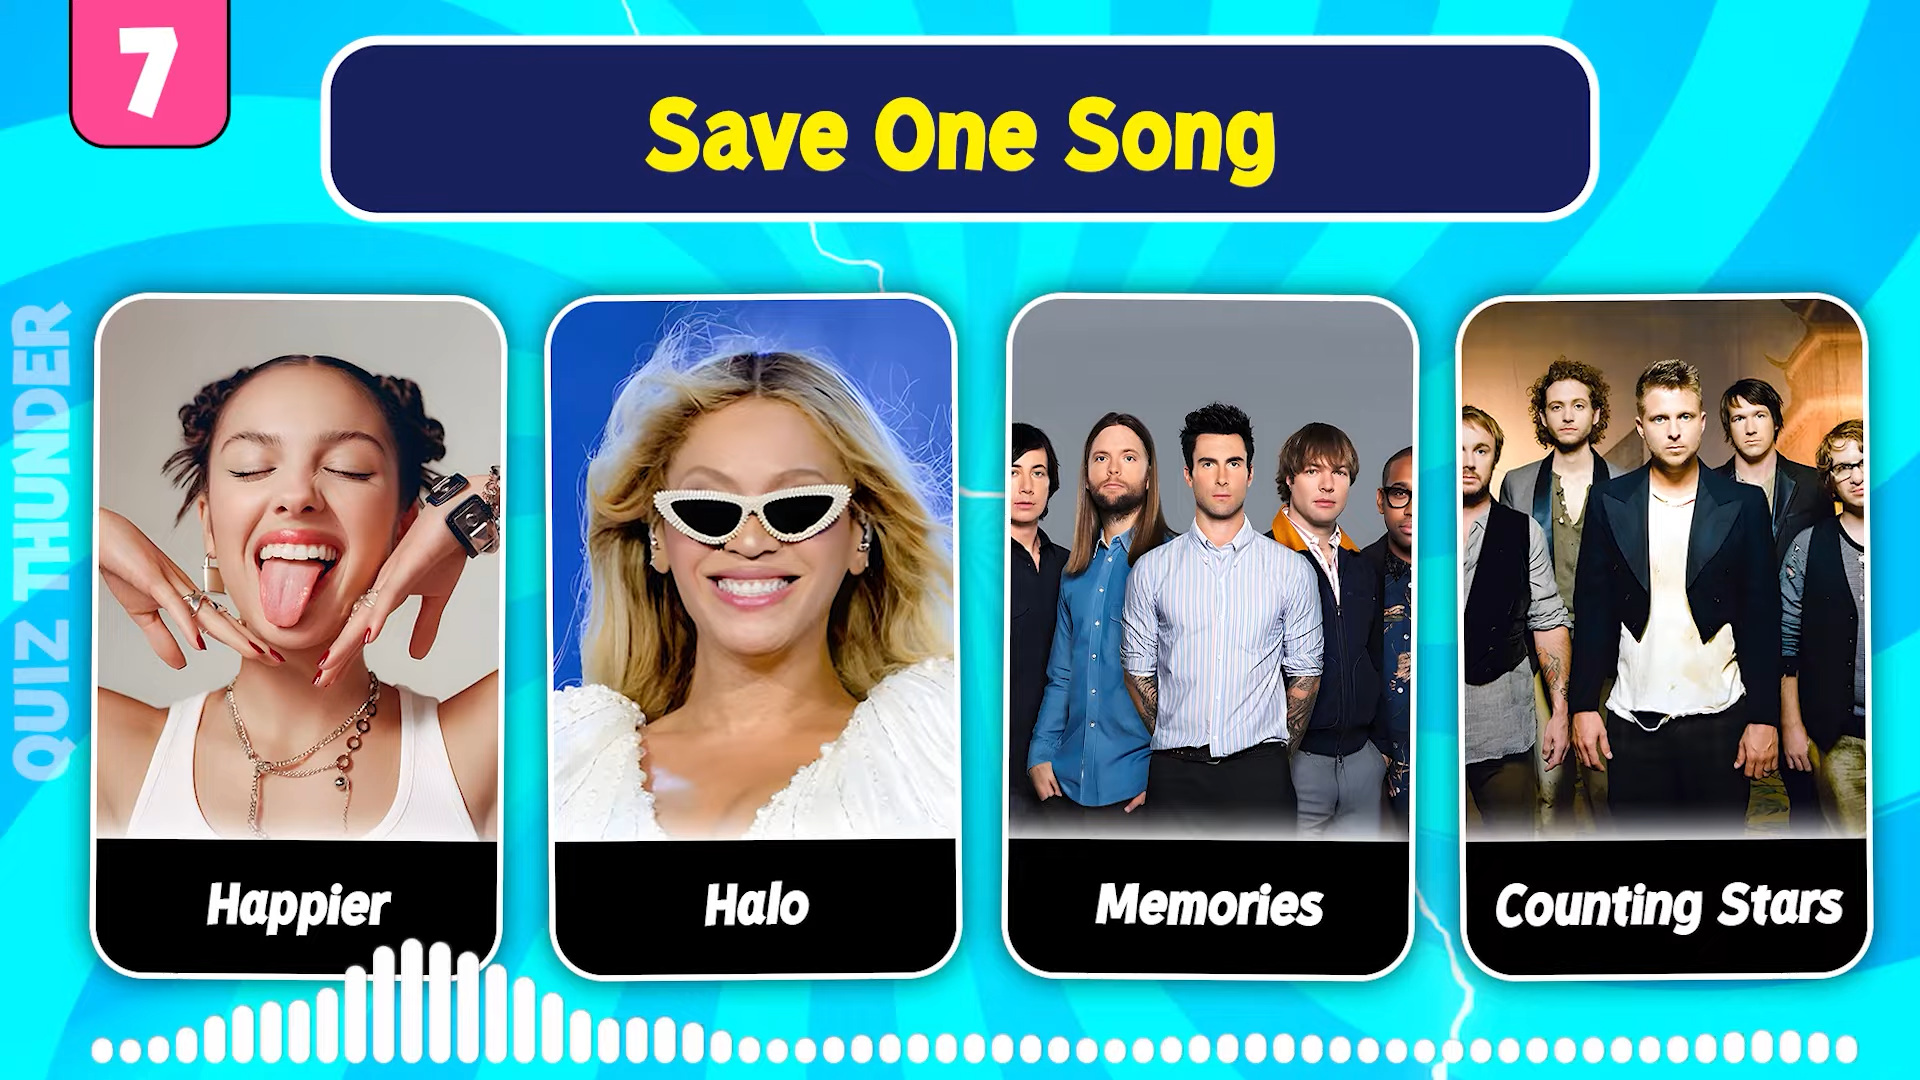 7
Save One Song
QUIZ THUNDER
Happier
Halo
Memories
Counting Stars